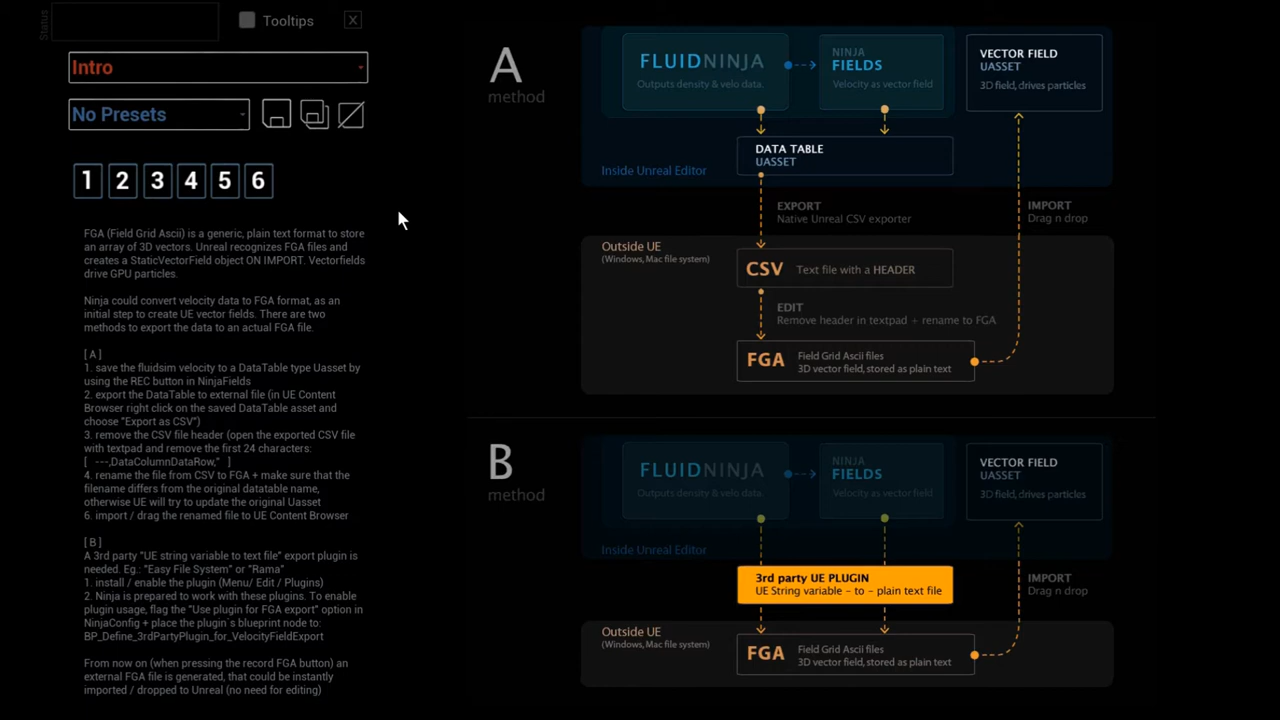 Status
Tooltips
X
Intro
No Presets
1 2 3 4 5 6
FGA (Field Grid Ascii) is a generic, plain text format to store
an array of 3D vectors. Unreal recognizes FGA files and
creates a StaticVectorField object ON IMPORT. Vectorfields
drive GPU particles.
Ninja could convert velocity data to FGA format, as an
initial step to create UE vector fields. There are two
methods to export the data to an actual FGA file.
[ A ]
1. save the fluidsim velocity to a DataTable type Uasset by
using the REC button in NinjaFields
2. export the DataTable to external file (in UE Content
Browser right click on the saved DataTable asset and
choose "Export as CSV")
3. remove the CSV file header (open the exported CSV file
with textpad and remove the first 24 characters:
[ ---,DataColumnDataRow," ]
4. rename the file from CSV to FGA + make sure that the
filename differs from the original datatable name,
otherwise UE will try to update the original Uasset
6. import / drag the renamed file to UE Content Browser
[ B ]
A 3rd party "UE string variable to text file" export plugin is
needed. Eg.: "Easy File System" or "Rama"
1. install / enable the plugin (Menu/ Edit / Plugins)
2. Ninja is prepared to work with these plugins. To enable
plugin usage, flag the "Use plugin for FGA export" option in
NinjaConfig + place the plugin`s blueprint node to:
BP_Define_3rdPartyPlugin_for_VelocityFieldExport
From now on (when pressing the record FGA button) an
external FGA file is generated, that could be instantly
imported / dropped to Unreal (no need for editing)
A
method
FLUIDNINJA
Outputs density & velo data.
NINJA
FIELDS
Velocity as vector field
VECTOR FIELD
UASSET
3D field, drives particles
DATA TABLE
UASSET
Inside Unreal Editor
EXPORT
Native Unreal CSV exporter
IMPORT
Drag n drop
Outside UE
(Windows, Mac file system)
CSV Text file with a HEADER
EDIT
Remove header in textpad + rename to FGA
FGA
Field Grid Ascii files
3D vector field, stored as plain text
B
method
FLUIDNINJA
Outputs density & velo data.
NINJA
FIELDS
Velocity as vector field
VECTOR FIELD
UASSET
3D field, drives particles
Inside Unreal Editor
3rd party UE PLUGIN
UE String variable - to - plain text file
IMPORT
Drag n drop
Outside UE
(Windows, Mac file system)
FGA
Field Grid Ascii files
3D vector field, stored as plain text